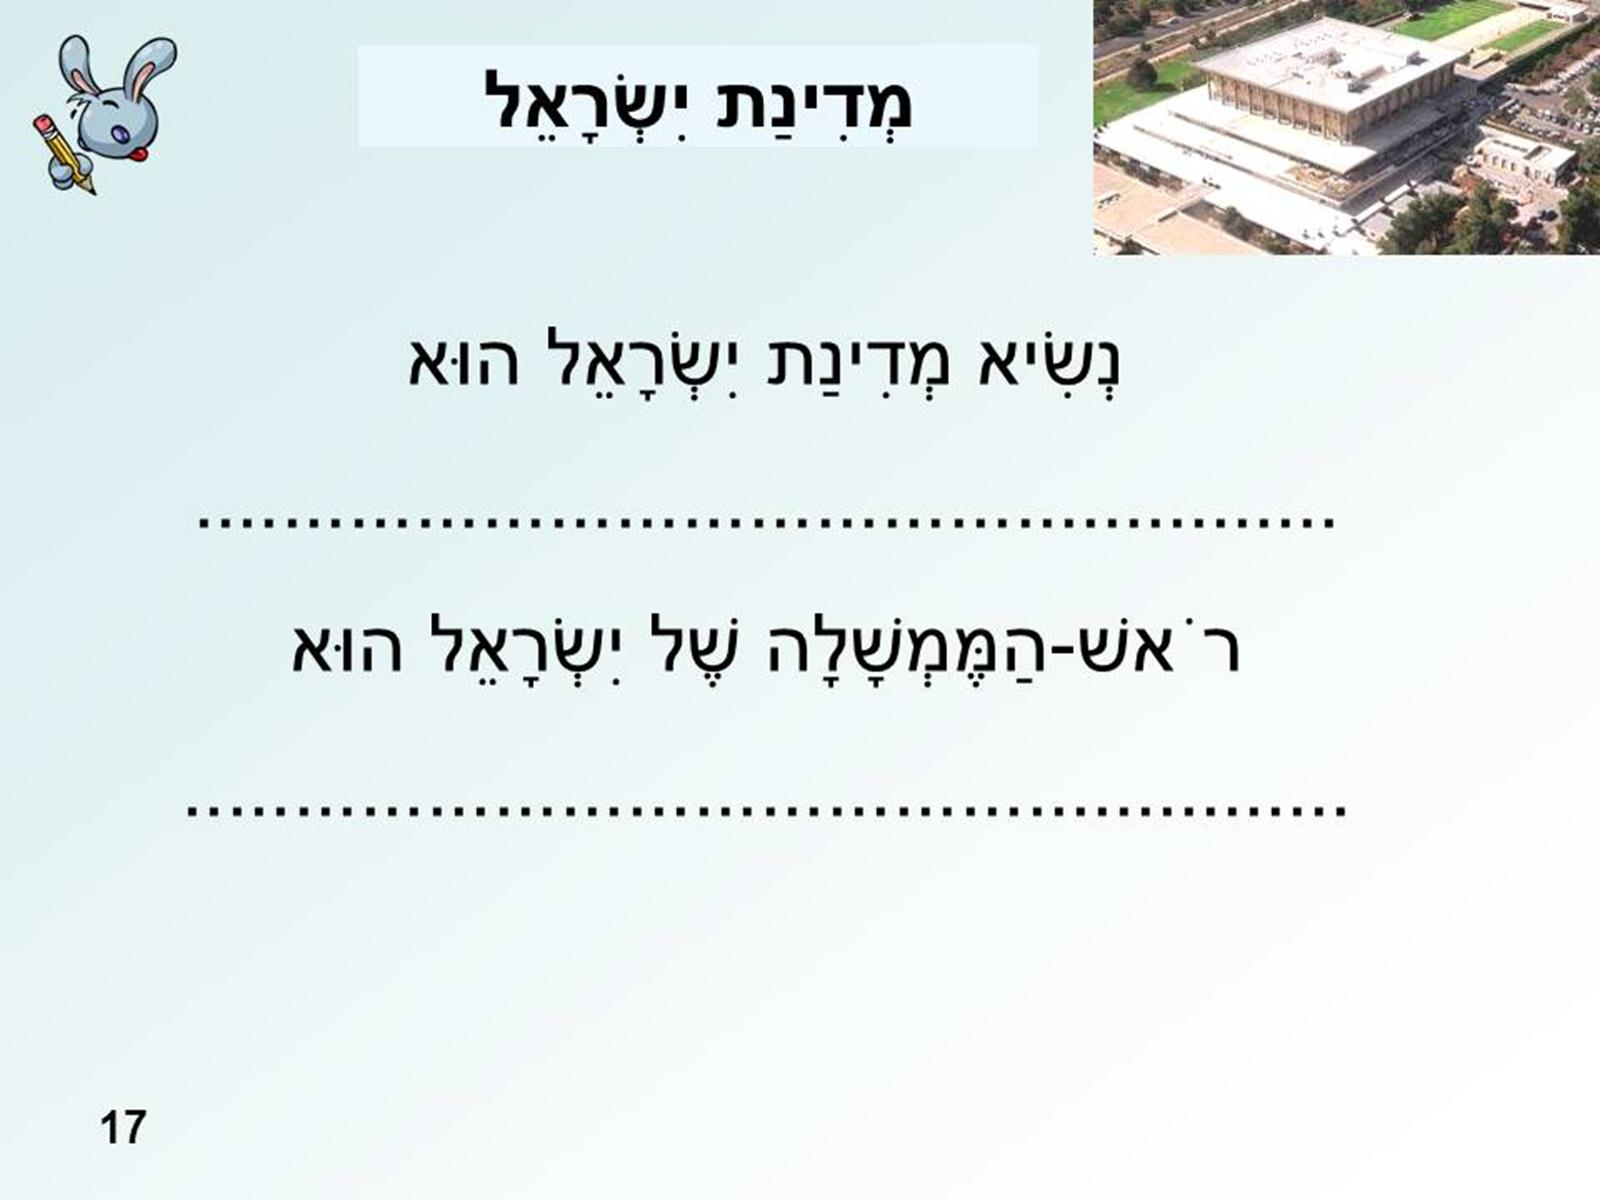 מְדִינַת יִשְׂרָאֵל
נְשִׂיא מְדִינַת יִשְׂרָאֵל הוּא
....................................................
רֹאשׁ-הַמֶּמְשָׁלָה שֶׁל יִשְׂרָאֵל הוּא
....................................................
17